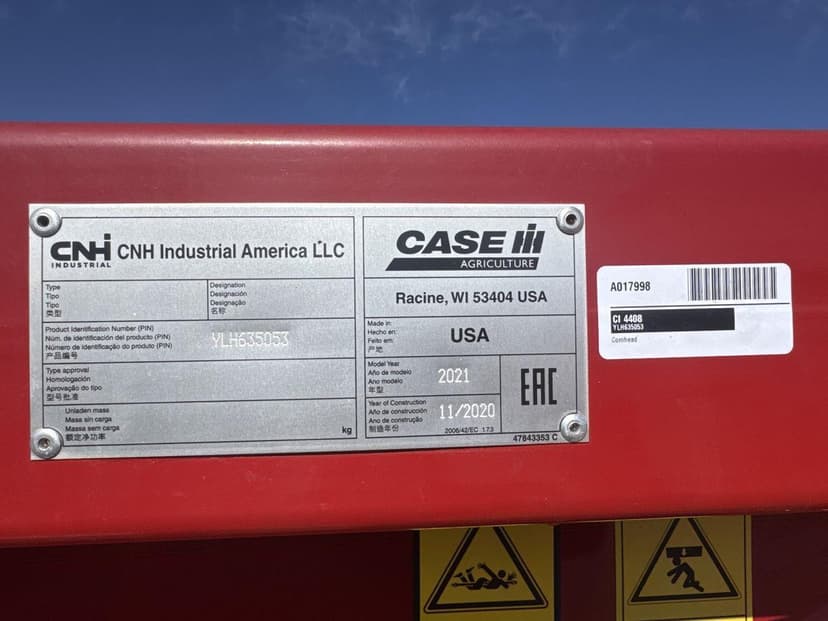 CNH INDUSTRIAL
CNH Industrial America LLC
Type
Tipo
Tipo
类型
Designation
Designación
Designação
名称
Product Identification Number (PIN)
Núm. de identificación del producto (PIN)
Número de identificação do produto (PIN)
产品编号
YLH635053
Type approval
Homologación
Aprovação do tipo
型号批准
Unladen mass
Masa sin carga
Massa sem carga
额定净功率
kg
CASE IH
AGRICULTURE
Racine, WI 53404 USA
Made in:
Hecho en:
Feito em:
产地
USA
Model Year
Año de modelo
Ano modelo
年型
2021
Year of Construction
Año de construcción
Ano de construção
制造年份
11/2020
2006/42/EC 1.7.3
EAC
47843353 C
A017998
CI 4408
YLH635053
Cornhead